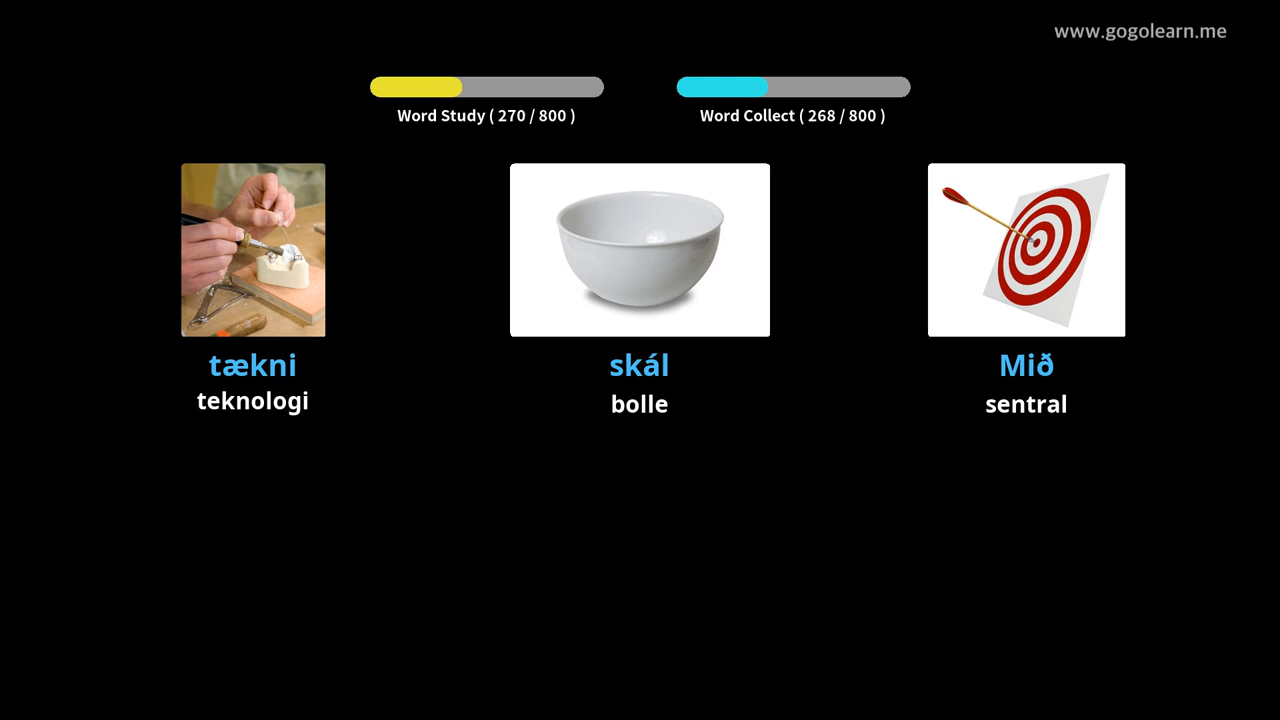 www.gogolearn.me
Word Study ( 270 / 800 )
Word Collect ( 268 / 800 )
tækni
teknologi
skál
bolle
Mið
sentral